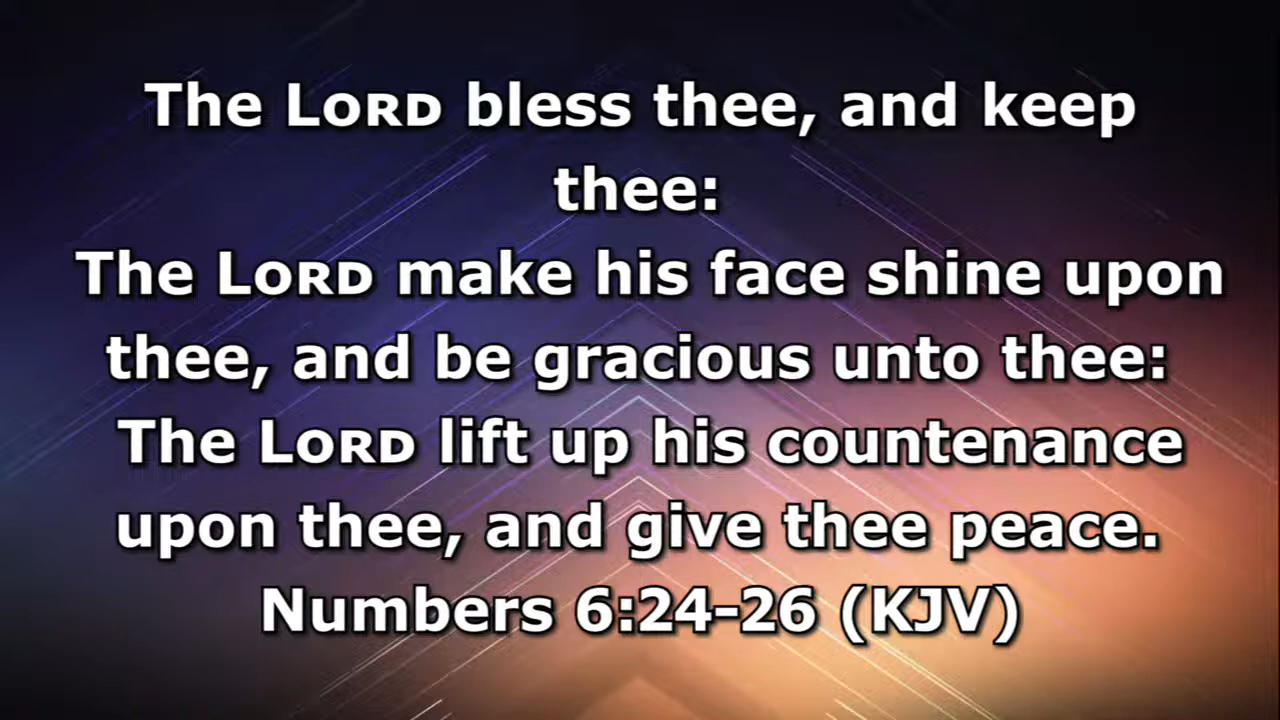 The Lord bless thee, and keep
thee:
The Lord make his face shine upon
thee, and be gracious unto thee:
The Lord lift up his countenance
upon thee, and give thee peace.
Numbers 6:24-26 (KJV)